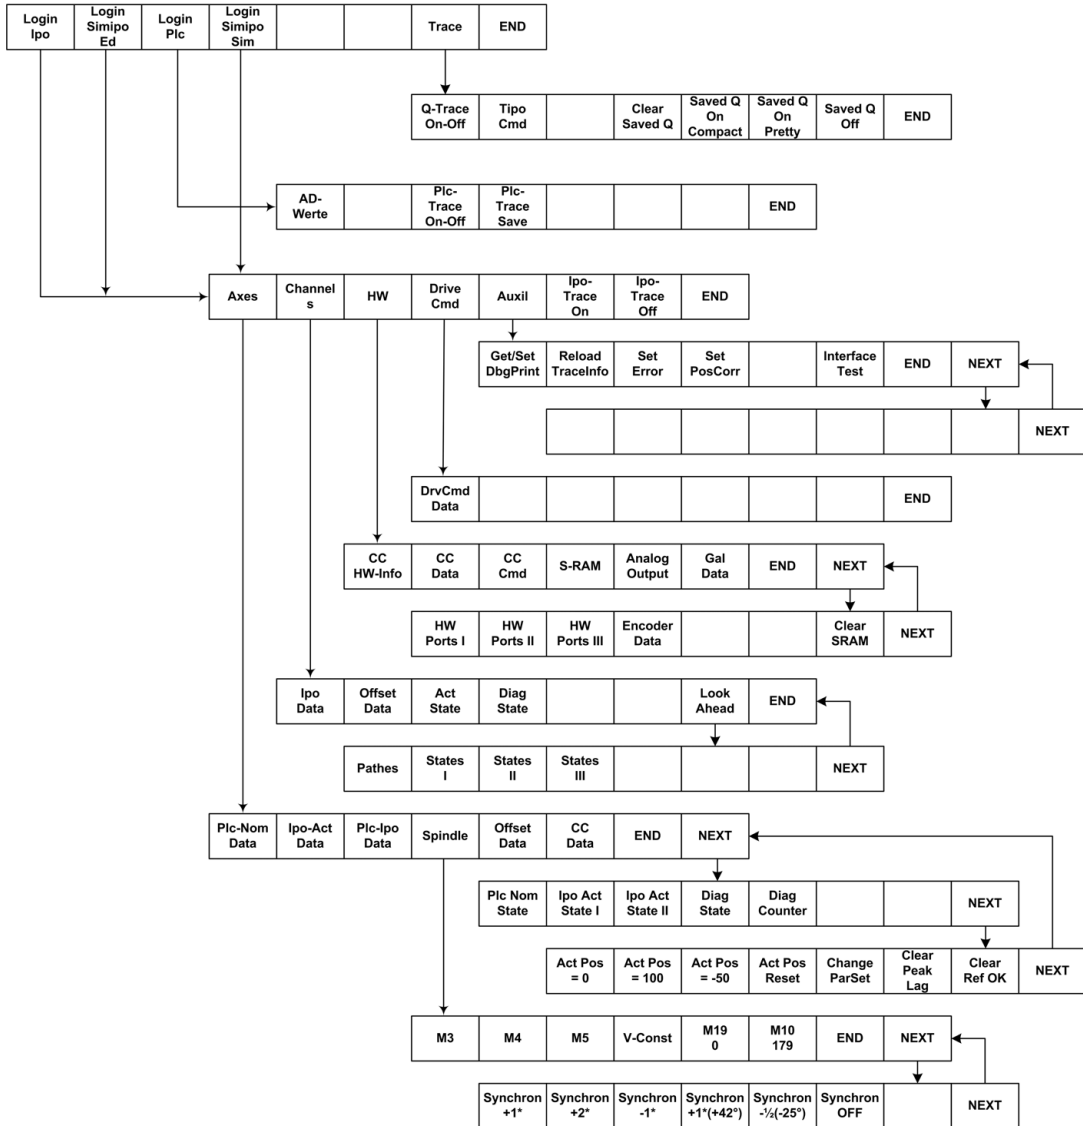 Login
Ipo
Login
Simipo
Ed
Login
Plc
Login
Simipo
Sim
Trace
END
Q-Trace
On-Off
Tipo
Cmd
Clear
Saved Q
Saved Q
On
Compact
Saved Q
On
Pretty
Saved Q
Off
END
AD-
Werte
Plc-
Trace
On-Off
Plc-
Trace
Save
END
Axes
Channel
s
HW
Drive
Cmd
Auxil
Ipo-
Trace
On
Ipo-
Trace
Off
END
Get/Set
DbgPrint
Reload
TraceInfo
Set
Error
Set
PosCorr
Interface
Test
END
NEXT
NEXT
DrvCmd
Data
END
CC
HW-Info
CC
Data
CC
Cmd
S-RAM
Analog
Output
Gal
Data
END
NEXT
HW
Ports I
HW
Ports II
HW
Ports III
Encoder
Data
Clear
SRAM
NEXT
Ipo
Data
Offset
Data
Act
State
Diag
State
Look
Ahead
END
Pathes
States
I
States
II
States
III
NEXT
Plc-Nom
Data
Ipo-Act
Data
Plc-Ipo
Data
Spindle
Offset
Data
CC
Data
END
NEXT
Plc Nom
State
Ipo Act
State I
Ipo Act
State II
Diag
State
Diag
Counter
NEXT
Act Pos
= 0
Act Pos
= 100
Act Pos
= -50
Act Pos
Reset
Change
ParSet
Clear
Peak
Lag
Clear
Ref OK
NEXT
M3
M4
M5
V-Const
M19
0
M10
179
END
NEXT
Synchron
+1*
Synchron
+2*
Synchron
-1*
Synchron
+1*(+42°)
Synchron
-½(-25°)
Synchron
OFF
NEXT